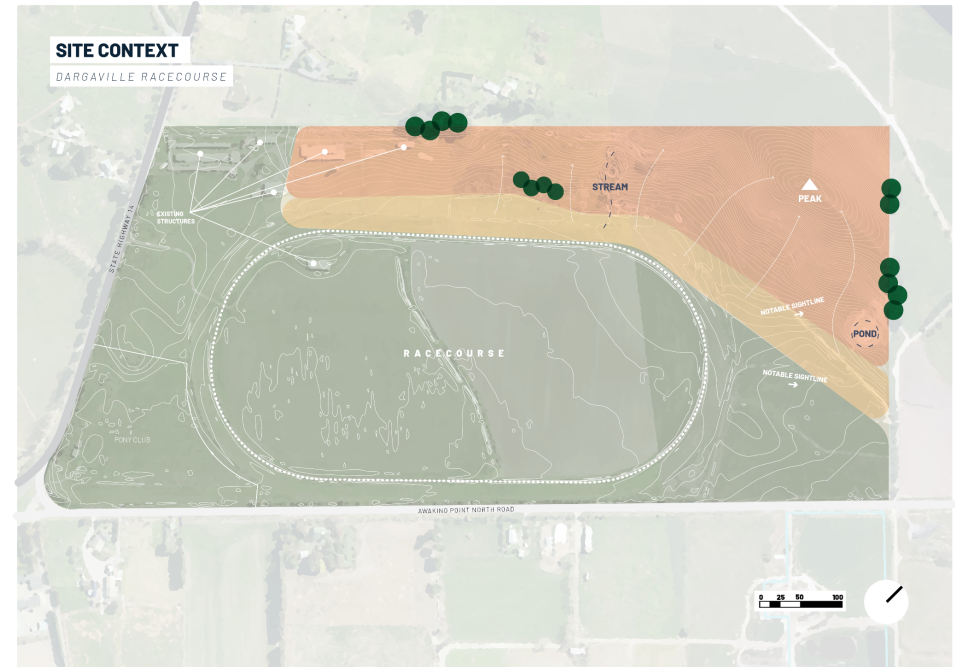 SITE CONTEXT
DARGAVILLE RACECOURSE
STATE HIGHWAY 14
EXISTING
STRUCTURES
STREAM
PEAK
NOTABLE SIGHTLINE
POND
RACECOURSE
NOTABLE SIGHTLINE
PONY CLUB
AWAKINO POINT NORTH ROAD
0 25 50 100